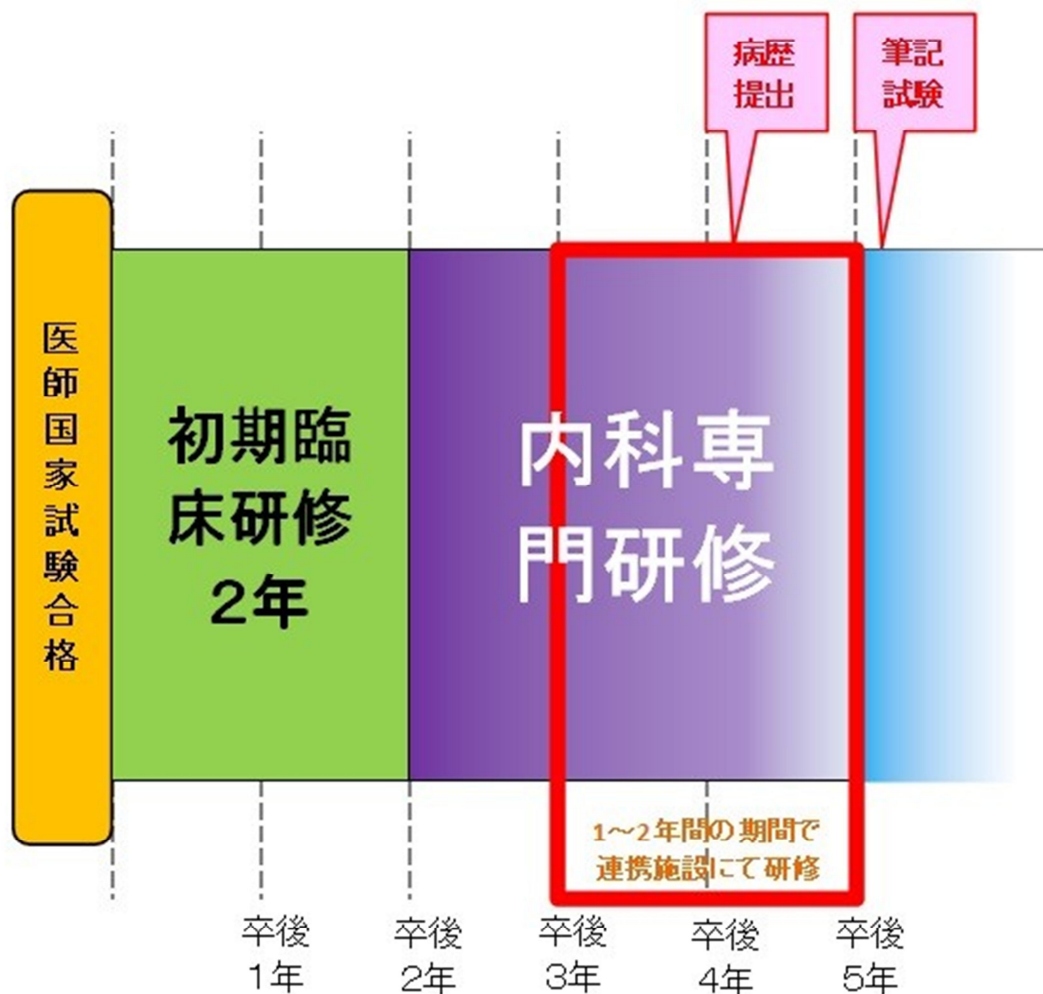 病歴
提出
筆記
試験
医師国家試験合格
初期臨
床研修
2年
内科専
門研修
1～2年間の期間で
連携施設にて研修
卒後
1年
卒後
2年
卒後
3年
卒後
4年
卒後
5年